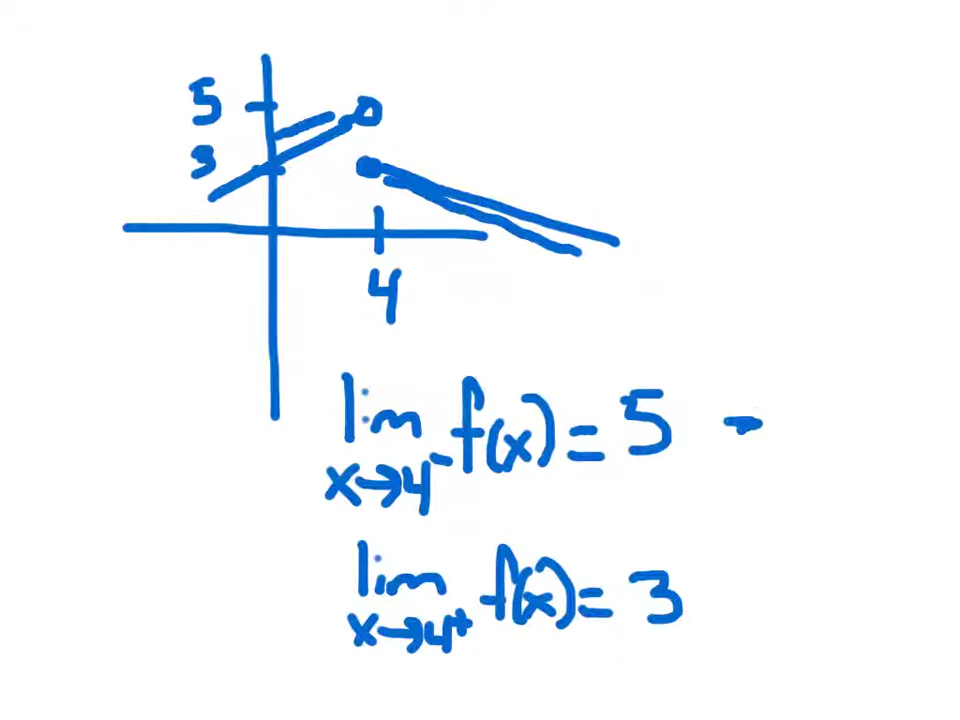 5
3
4
lim f(x) = 5 -
x→4⁻
lim f(x) = 3
x→4⁺